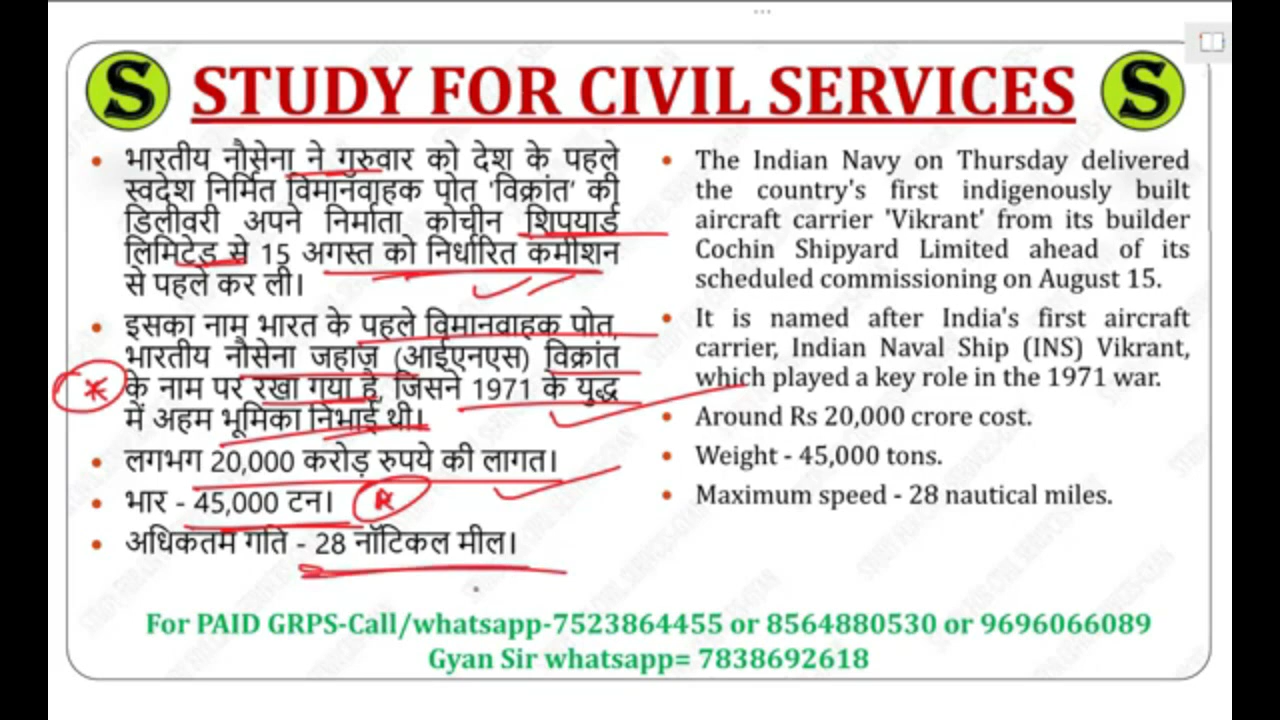 S STUDY FOR CIVIL SERVICES S
• भारतीय नौसेना ने गुरुवार को देश के पहले
स्वदेश निर्मित विमानवाहक पोत 'विक्रांत' की
डिलीवरी अपने निर्माता कोचीन शिपयार्ड
लिमिटेड से 15 अगस्त को निर्धारित कमीशन
से पहले कर ली।
• इसका नाम भारत के पहले विमानवाहक पोत,
भारतीय नौसेना जहाज़ (आईएनएस) विक्रांत
के नाम पर रखा गया है, जिसने 1971 के युद्ध
में अहम भूमिका निभाई थी।
• लगभग 20,000 करोड़ रुपये की लागत।
• भार - 45,000 टन।
• अधिकतम गति - 28 नॉटिकल मील।
• The Indian Navy on Thursday delivered
the country's first indigenously built
aircraft carrier 'Vikrant' from its builder
Cochin Shipyard Limited ahead of its
scheduled commissioning on August 15.
• It is named after India's first aircraft
carrier, Indian Naval Ship (INS) Vikrant,
which played a key role in the 1971 war.
• Around Rs 20,000 crore cost.
• Weight - 45,000 tons.
• Maximum speed - 28 nautical miles.
For PAID GRPS-Call/whatsapp-7523864455 or 8564880530 or 9696066089
Gyan Sir whatsapp= 7838692618